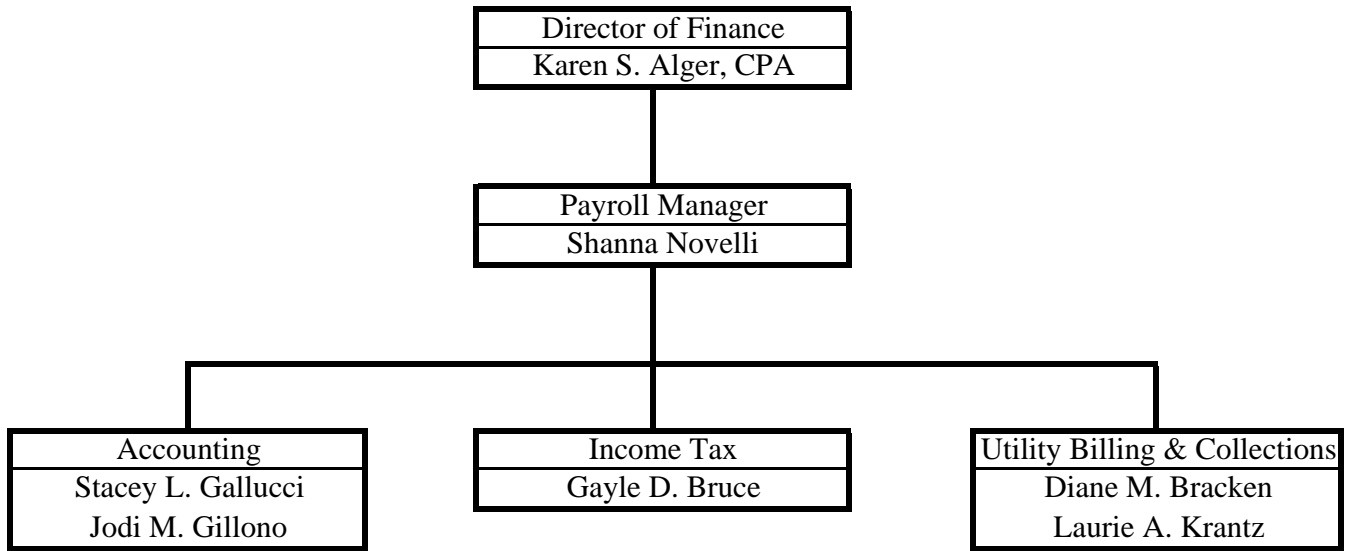 Director of Finance
Karen S. Alger, CPA
Payroll Manager
Shanna Novelli
Accounting
Stacey L. Gallucci
Jodi M. Gillono
Income Tax
Gayle D. Bruce
Utility Billing & Collections
Diane M. Bracken
Laurie A. Krantz